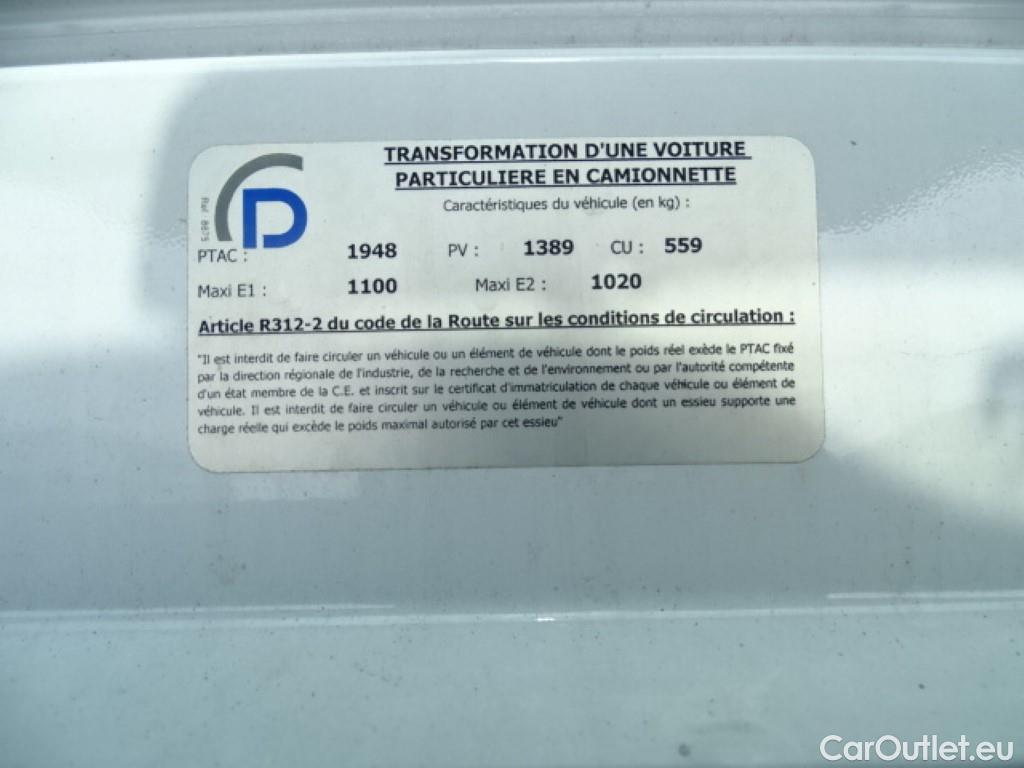 TRANSFORMATION D'UNE VOITURE
PARTICULIERE EN CAMIONNETTE
Caractéristiques du véhicule (en kg) :
D
Ref 8675
PTAC : 1948 PV : 1389 CU : 559
Maxi E1 : 1100 Maxi E2 : 1020
Article R312-2 du code de la Route sur les conditions de circulation :
"Il est interdit de faire circuler un véhicule ou un élément de véhicule dont le poids réel exède le PTAC fixé
par la direction régionale de l'industrie, de la recherche et de l'environnement ou par l'autorité compétente
d'un état membre de la C.E. et inscrit sur le certificat d'immatriculation de chaque véhicule ou élément de
véhicule. Il est interdit de faire circuler un véhicule ou élément de véhicule dont un essieu supporte une
charge réelle qui excède le poids maximal autorisé par cet essieu"
CarOutlet.eu